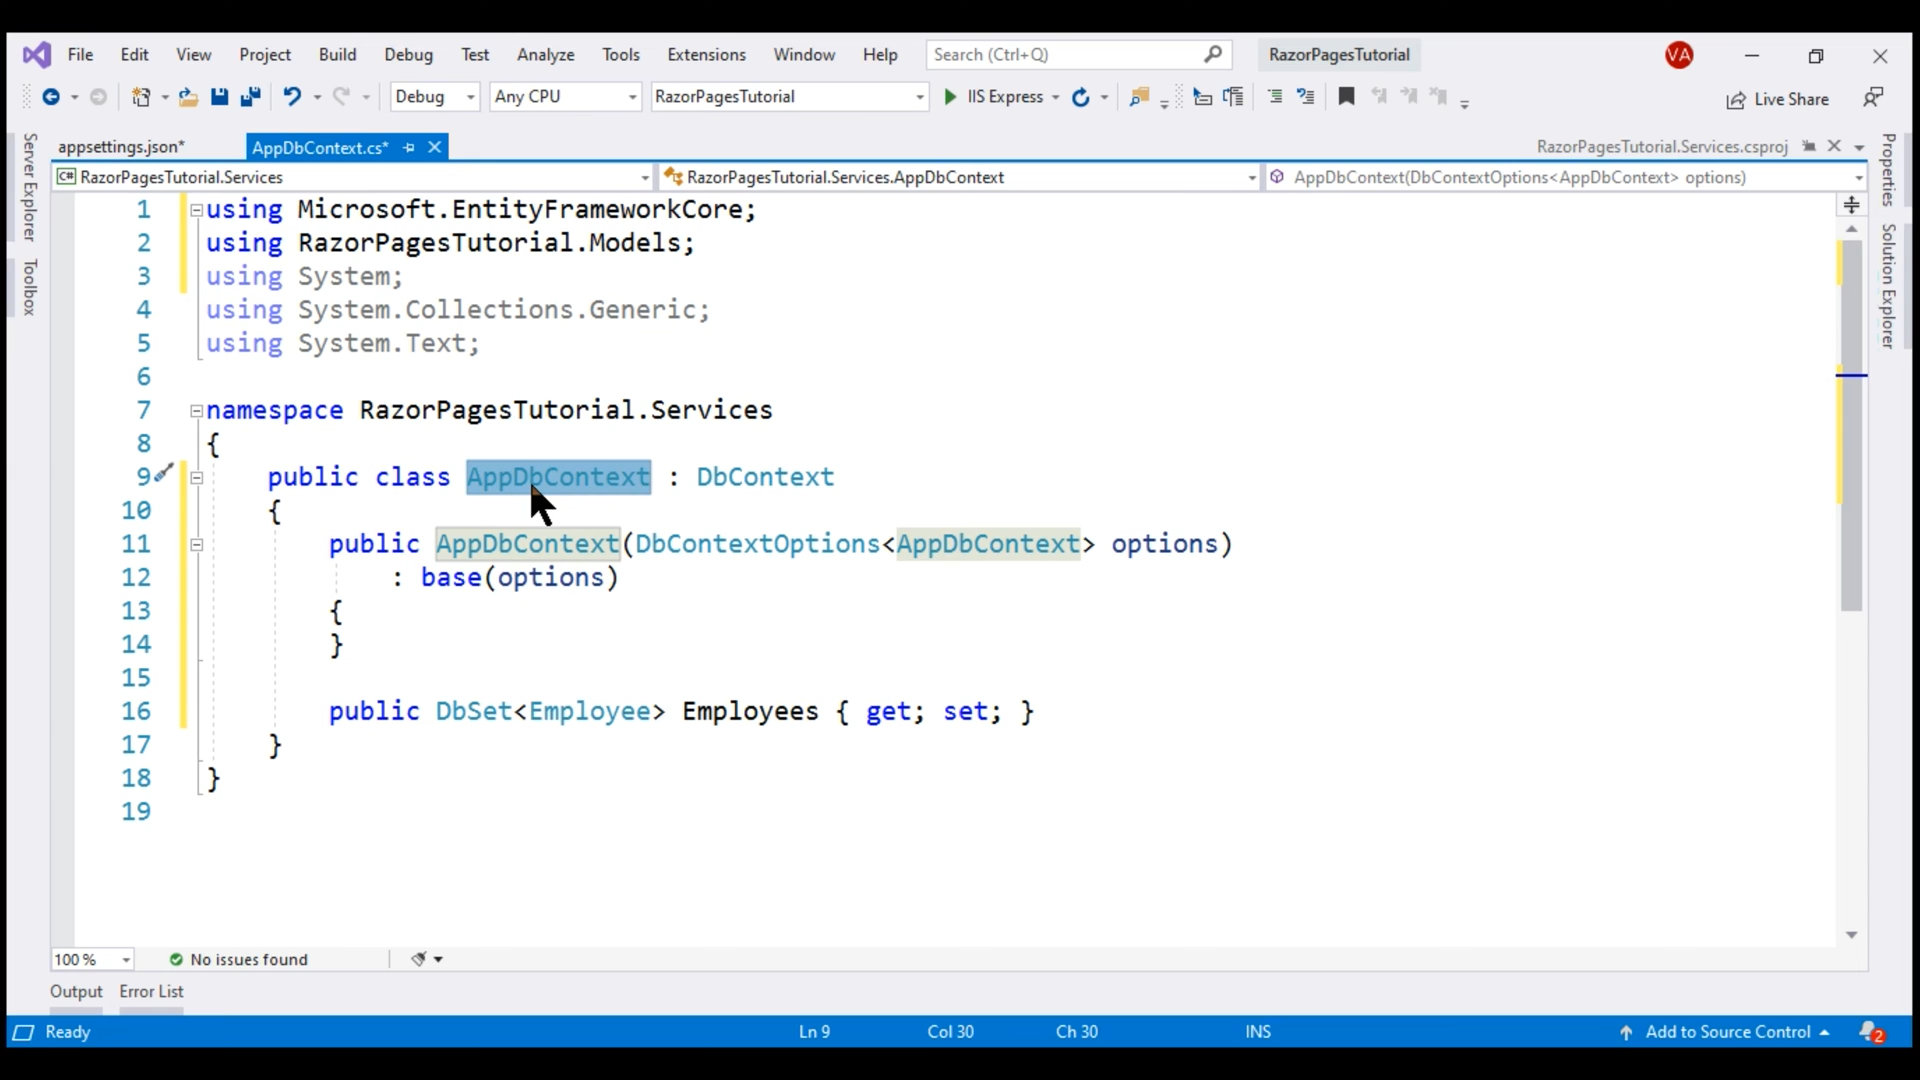 File Edit View Project Build Debug Test Analyze Tools Extensions Window Help Search (Ctrl+Q) RazorPagesTutorial VA
Debug Any CPU RazorPagesTutorial IIS Express Live Share
appsettings.json* AppDbContext.cs* RazorPagesTutorial.Services.csproj
C# RazorPagesTutorial.Services RazorPagesTutorial.Services.AppDbContext AppDbContext(DbContextOptions<AppDbContext> options)
Server Explorer
Toolbox
Properties
Solution Explorer
1 using Microsoft.EntityFrameworkCore;
2 using RazorPagesTutorial.Models;
3 using System;
4 using System.Collections.Generic;
5 using System.Text;
6
7 namespace RazorPagesTutorial.Services
8 {
9 public class AppDbContext : DbContext
10 {
11 public AppDbContext(DbContextOptions<AppDbContext> options)
12 : base(options)
13 {
14 }
15
16 public DbSet<Employee> Employees { get; set; }
17 }
18 }
19
100 % No issues found
Output Error List
Ready Ln 9 Col 30 Ch 30 INS Add to Source Control 2